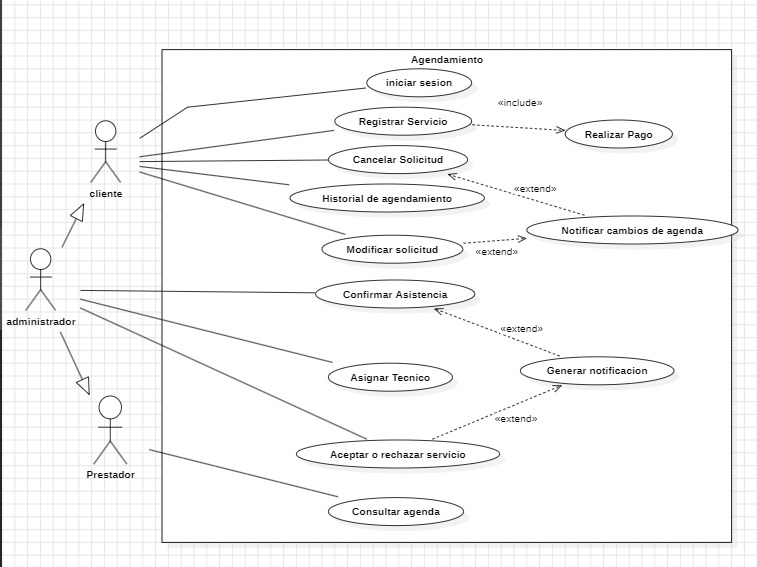 Agendamiento
iniciar sesion
«include»
Registrar Servicio
Realizar Pago
Cancelar Solicitud
«extend»
cliente
Historial de agendamiento
Notificar cambios de agenda
Modificar solicitud
«extend»
Confirmar Asistencia
administrador
«extend»
Generar notificacion
Asignar Tecnico
«extend»
Aceptar o rechazar servicio
Prestador
Consultar agenda